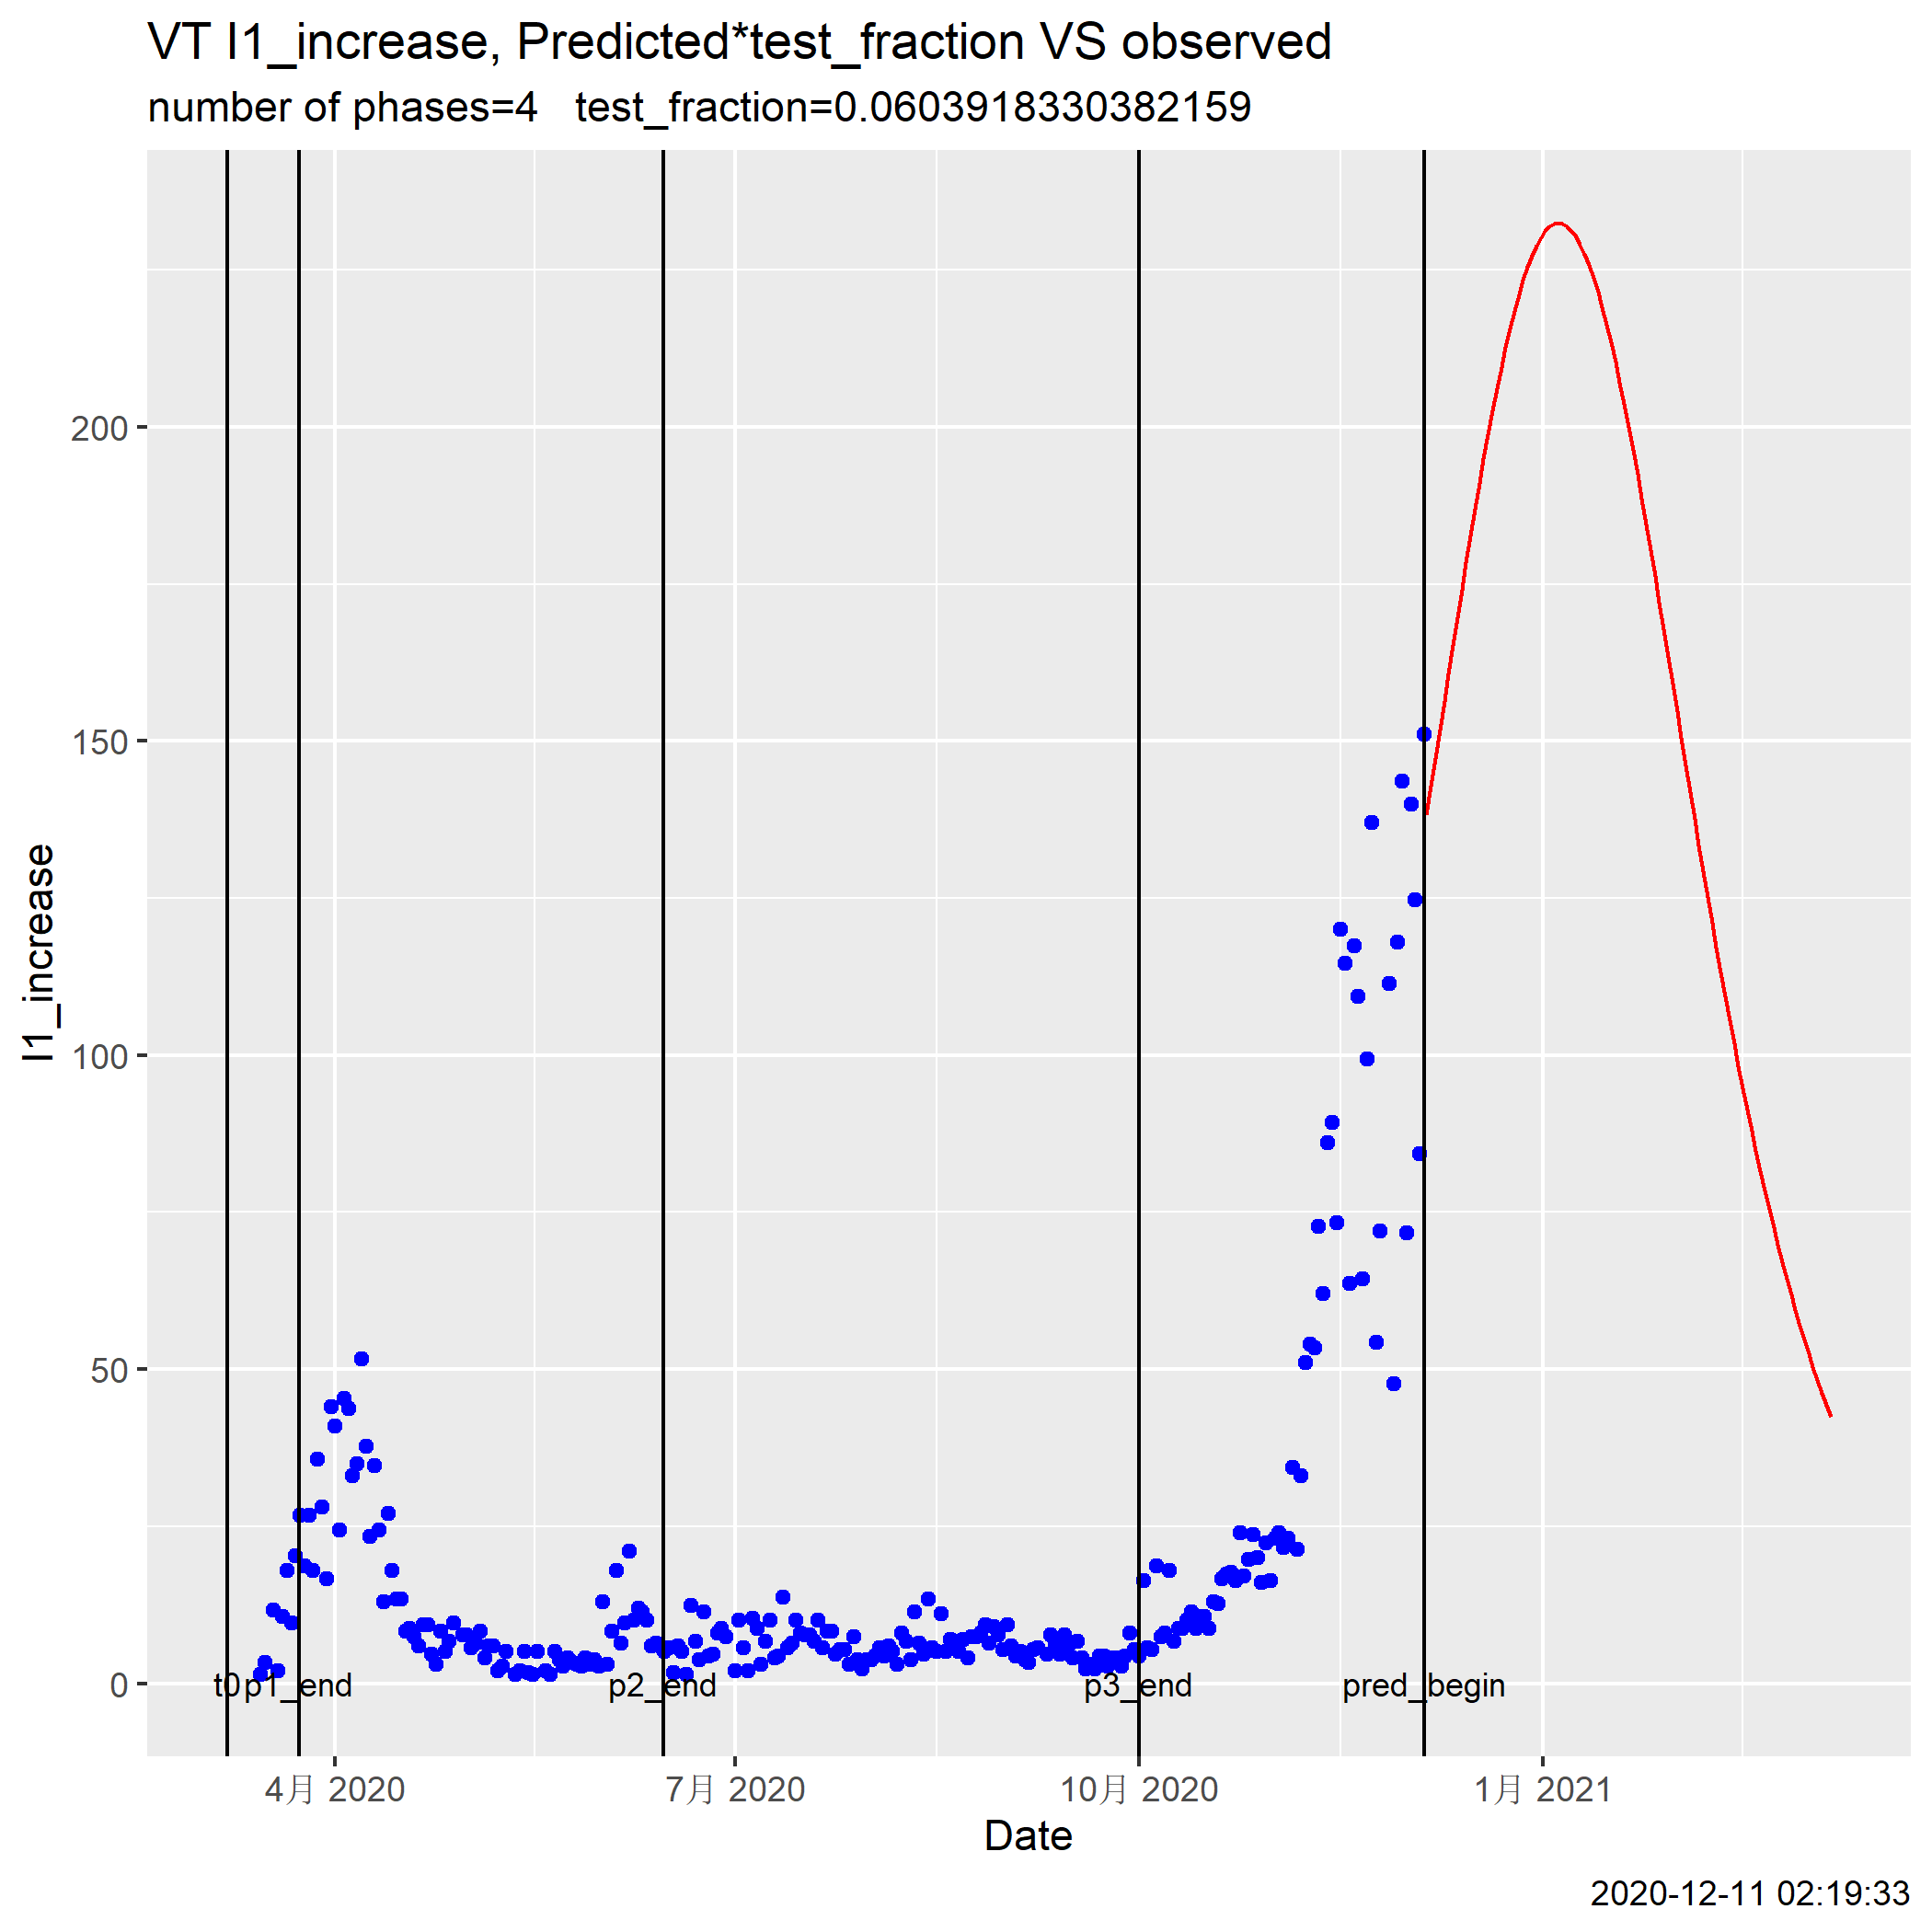 VT I1_increase, Predicted*test_fraction VS observed
number of phases=4 test_fraction=0.0603918330382159
I1_increase
200
150
100
50
0
t0 p1_end p2_end p3_end pred_begin
4月 2020 7月 2020 10月 2020 1月 2021
Date
2020-12-11 02:19:33